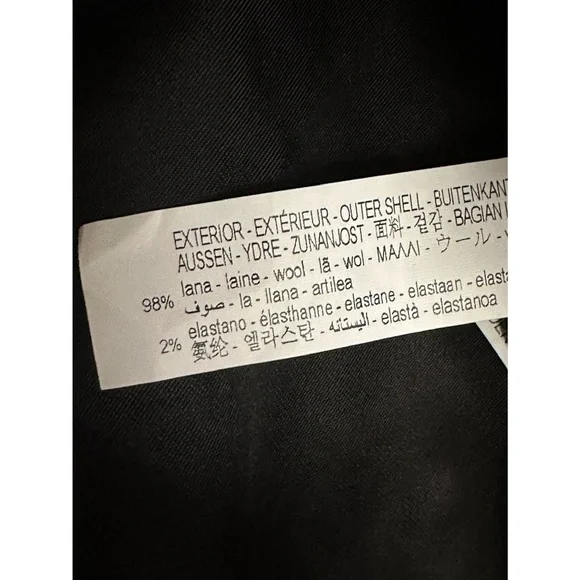 EXTERIOR - EXTÉRIEUR - OUTER SHELL - BUITENKANT
AUSSEN - YDRE - ZUNANJOST - 面料 - 겉감 - BAGIAN
98% lana - laine - wool - lã - wol - ΜΑΛΛΙ - ウール -
صوف - la - llana - artilea
2% elastano - élasthanne - elastane - elastaan - elasta
氨纶 - 엘라스탄 - اليستانه - elastà - elastanoa